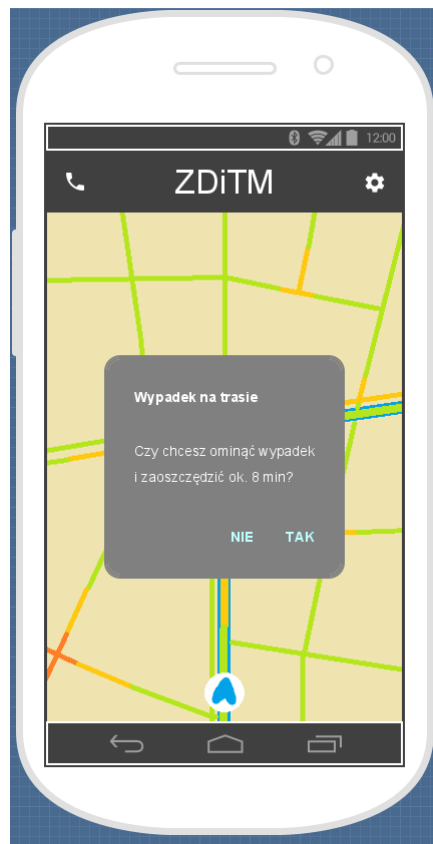 12:00
ZDiTM
Wypadek na trasie
Czy chcesz ominąć wypadek
i zaoszczędzić ok. 8 min?
NIE TAK